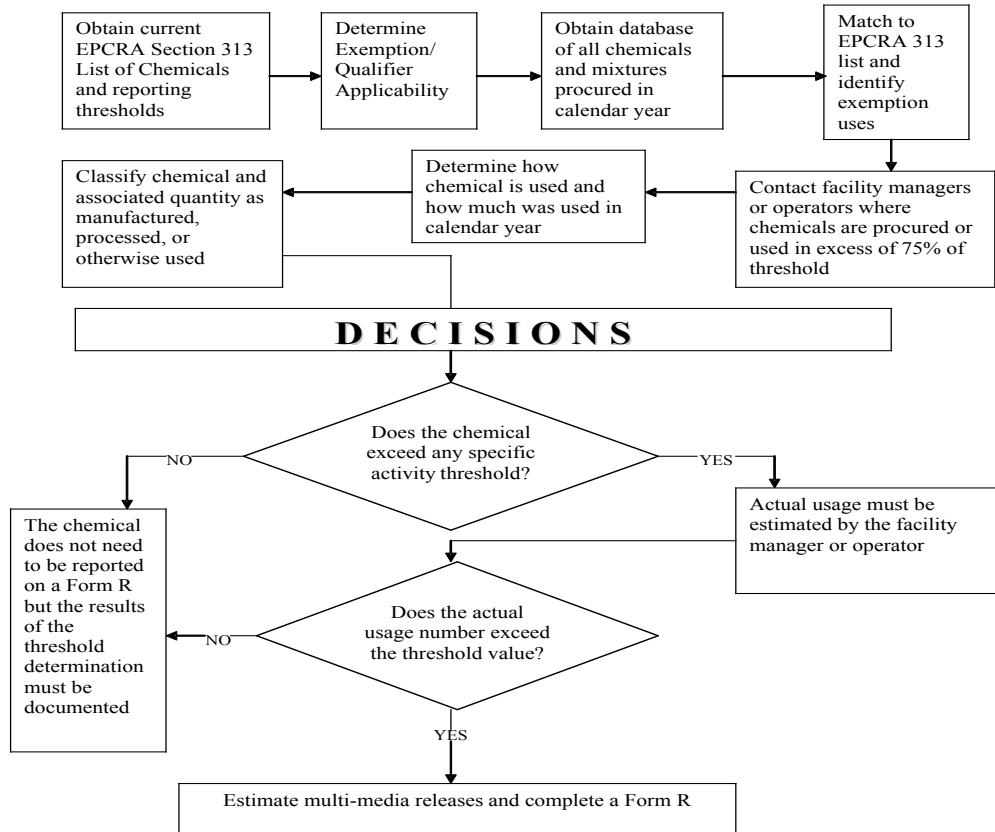 Obtain current
EPCRA Section 313
List of Chemicals
and reporting
thresholds
Determine
Exemption/
Qualifier
Applicability
Obtain database
of all chemicals
and mixtures
procured in
calendar year
Match to
EPCRA 313
list and
identify
exemption
uses
Contact facility managers
or operators where
chemicals are procured or
used in excess of 75% of
threshold
Determine how
chemical is used and
how much was used in
calendar year
Classify chemical and
associated quantity as
manufactured,
processed, or
otherwise used
DECISIONS
Does the chemical
exceed any specific
activity threshold?
NO
YES
The chemical
does not need
to be reported
on a Form R
but the results
of the
threshold
determination
must be
documented
Actual usage must be
estimated by the facility
manager or operator
Does the actual
usage number exceed
the threshold value?
NO
YES
Estimate multi-media releases and complete a Form R